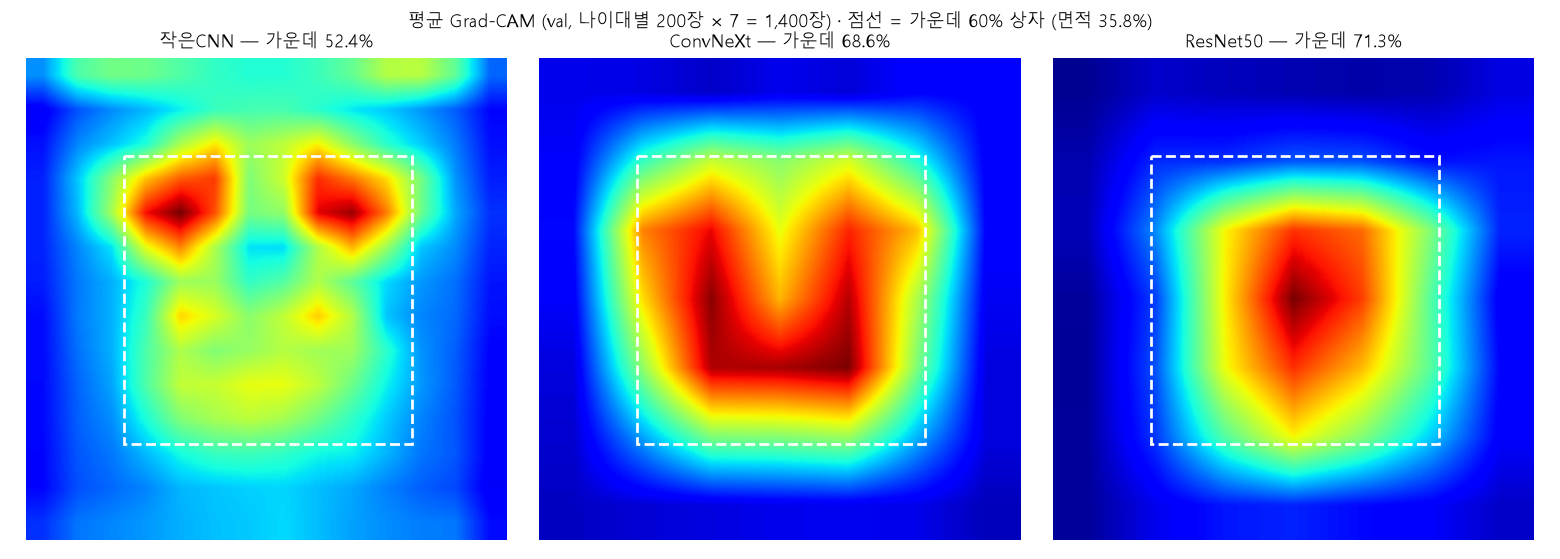 평균 Grad-CAM (val, 나이대별 200장 × 7 = 1,400장) · 점선 = 가운데 60% 상자 (면적 35.8%)
작은CNN — 가운데 52.4%
ConvNeXt — 가운데 68.6%
ResNet50 — 가운데 71.3%